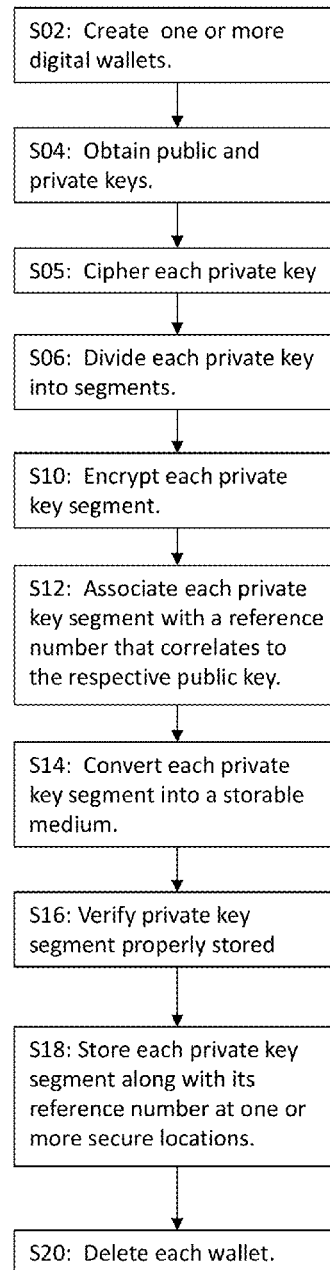 S02: Create one or more
digital wallets.
S04: Obtain public and
private keys.
S05: Cipher each private key
S06: Divide each private key
into segments.
S10: Encrypt each private
key segment.
S12: Associate each private
key segment with a reference
number that correlates to
the respective public key.
S14: Convert each private
key segment into a storable
medium.
S16: Verify private key
segment properly stored
S18: Store each private key
segment along with its
reference number at one or
more secure locations.
S20: Delete each wallet.